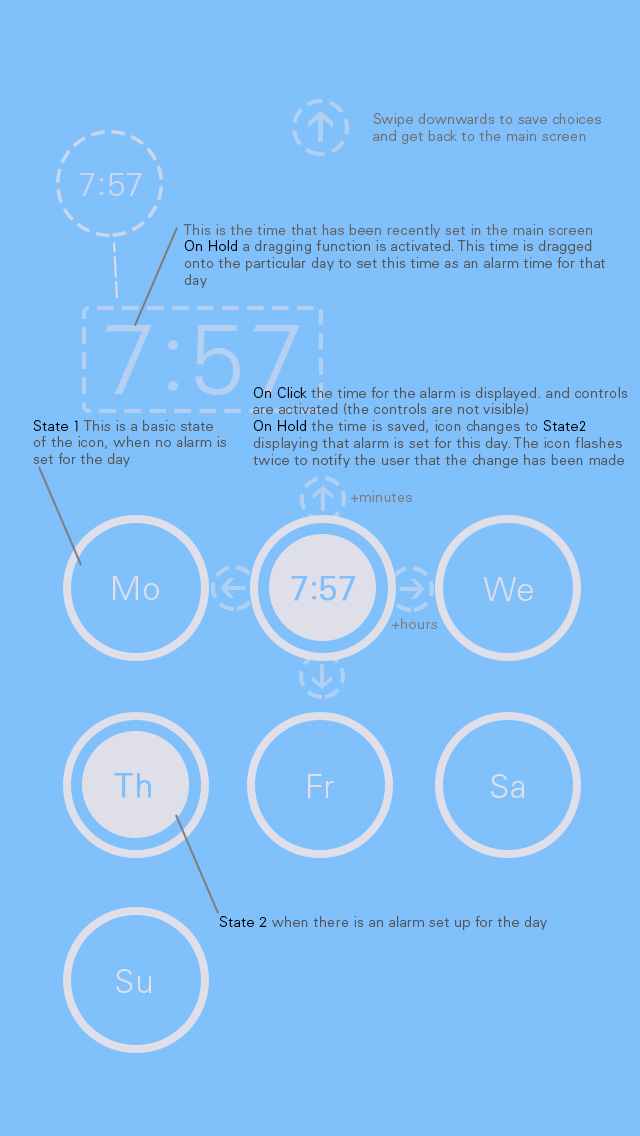 Swipe downwards to save choices
and get back to the main screen
7:57
This is the time that has been recently set in the main screen
On Hold a dragging function is activated. This time is dragged
onto the particular day to set this time as an alarm time for that
day
7:57
On Click the time for the alarm is displayed. and controls
are activated (the controls are not visible)
On Hold the time is saved, icon changes to State2
displaying that alarm is set for this day. The icon flashes
twice to notify the user that the change has been made
State 1 This is a basic state
of the icon, when no alarm is
set for the day
+minutes
Mo
7:57
We
+hours
Th
Fr
Sa
State 2 when there is an alarm set up for the day
Su